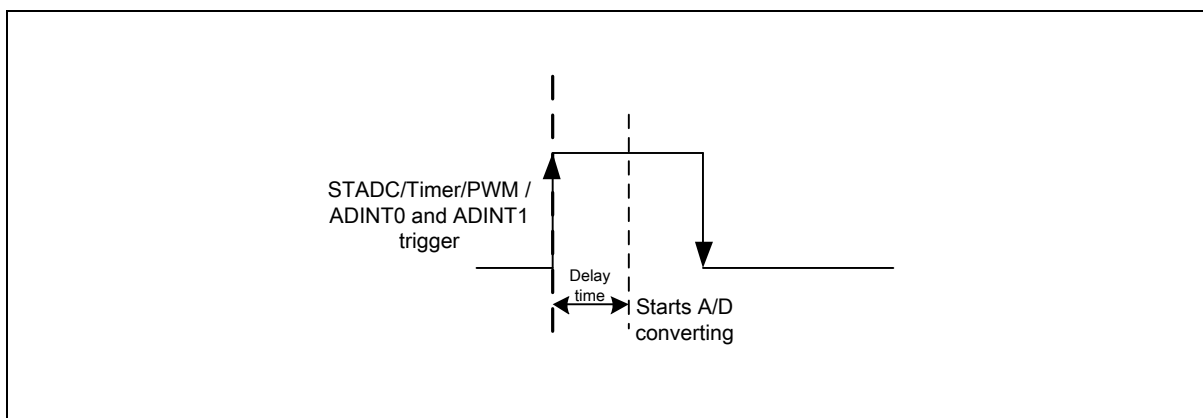 STADC/Timer/PWM /
ADINT0 and ADINT1
trigger
Delay
time
Starts A/D
converting